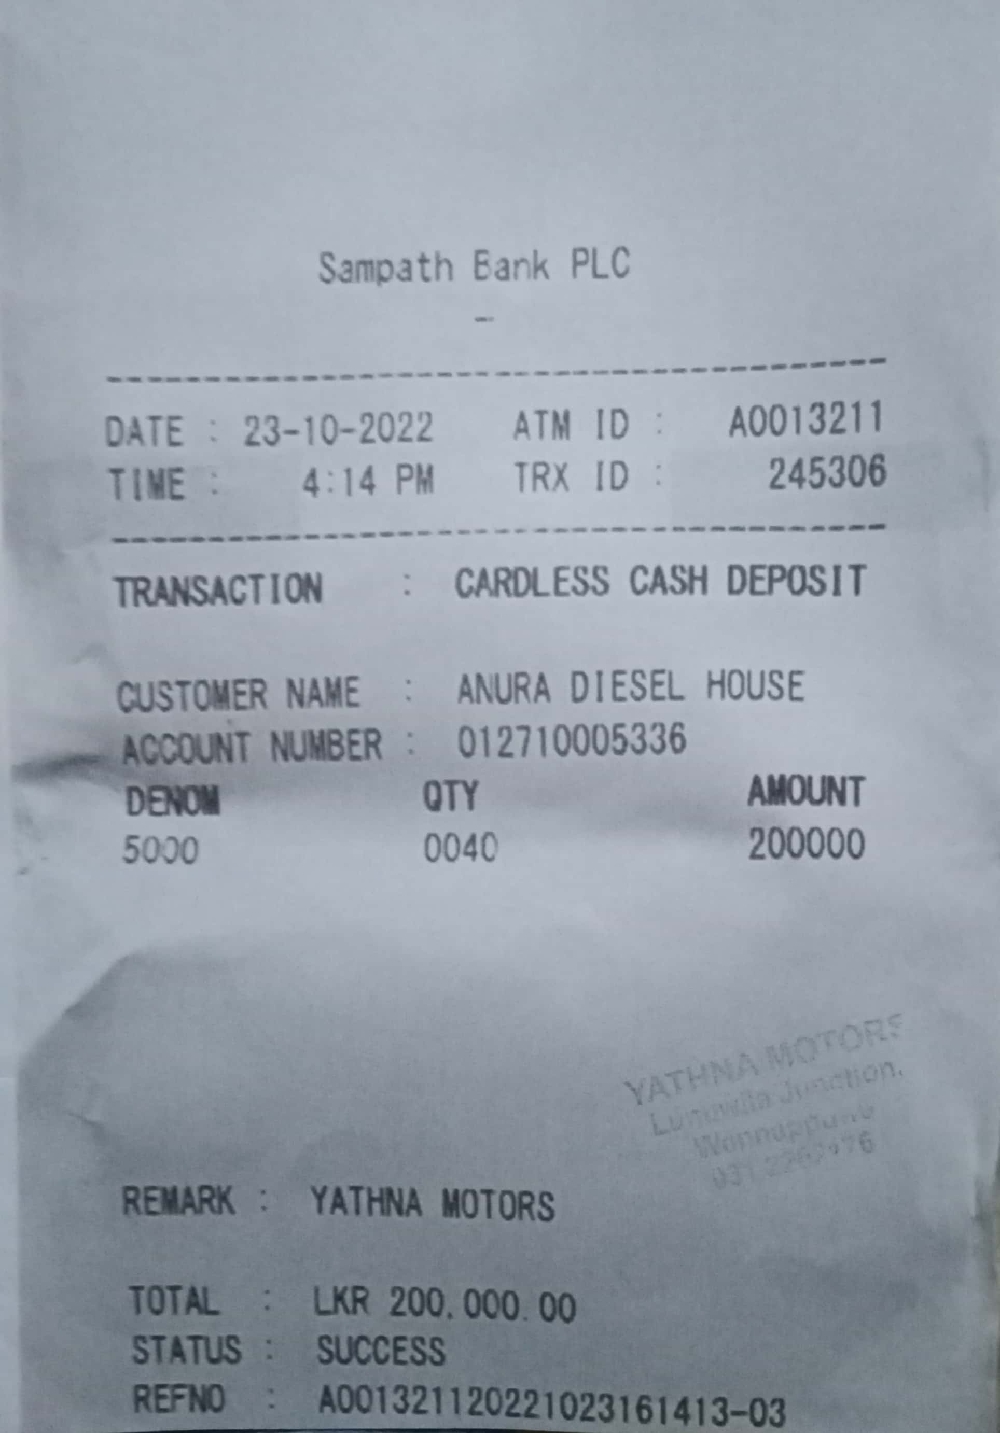 Sampath Bank PLC
DATE : 23-10-2022 ATM ID : A0013211
TIME : 4:14 PM TRX ID : 245306
TRANSACTION : CARDLESS CASH DEPOSIT
CUSTOMER NAME : ANURA DIESEL HOUSE
ACCOUNT NUMBER : 012710005336
DENOM QTY AMOUNT
5000 0040 200000
YATHNA MOTORS
Lunuwila Junction,
REMARK : YATHNA MOTORS
TOTAL : LKR 200,000.00
STATUS : SUCCESS
REFNO : A001321120221023161413-03